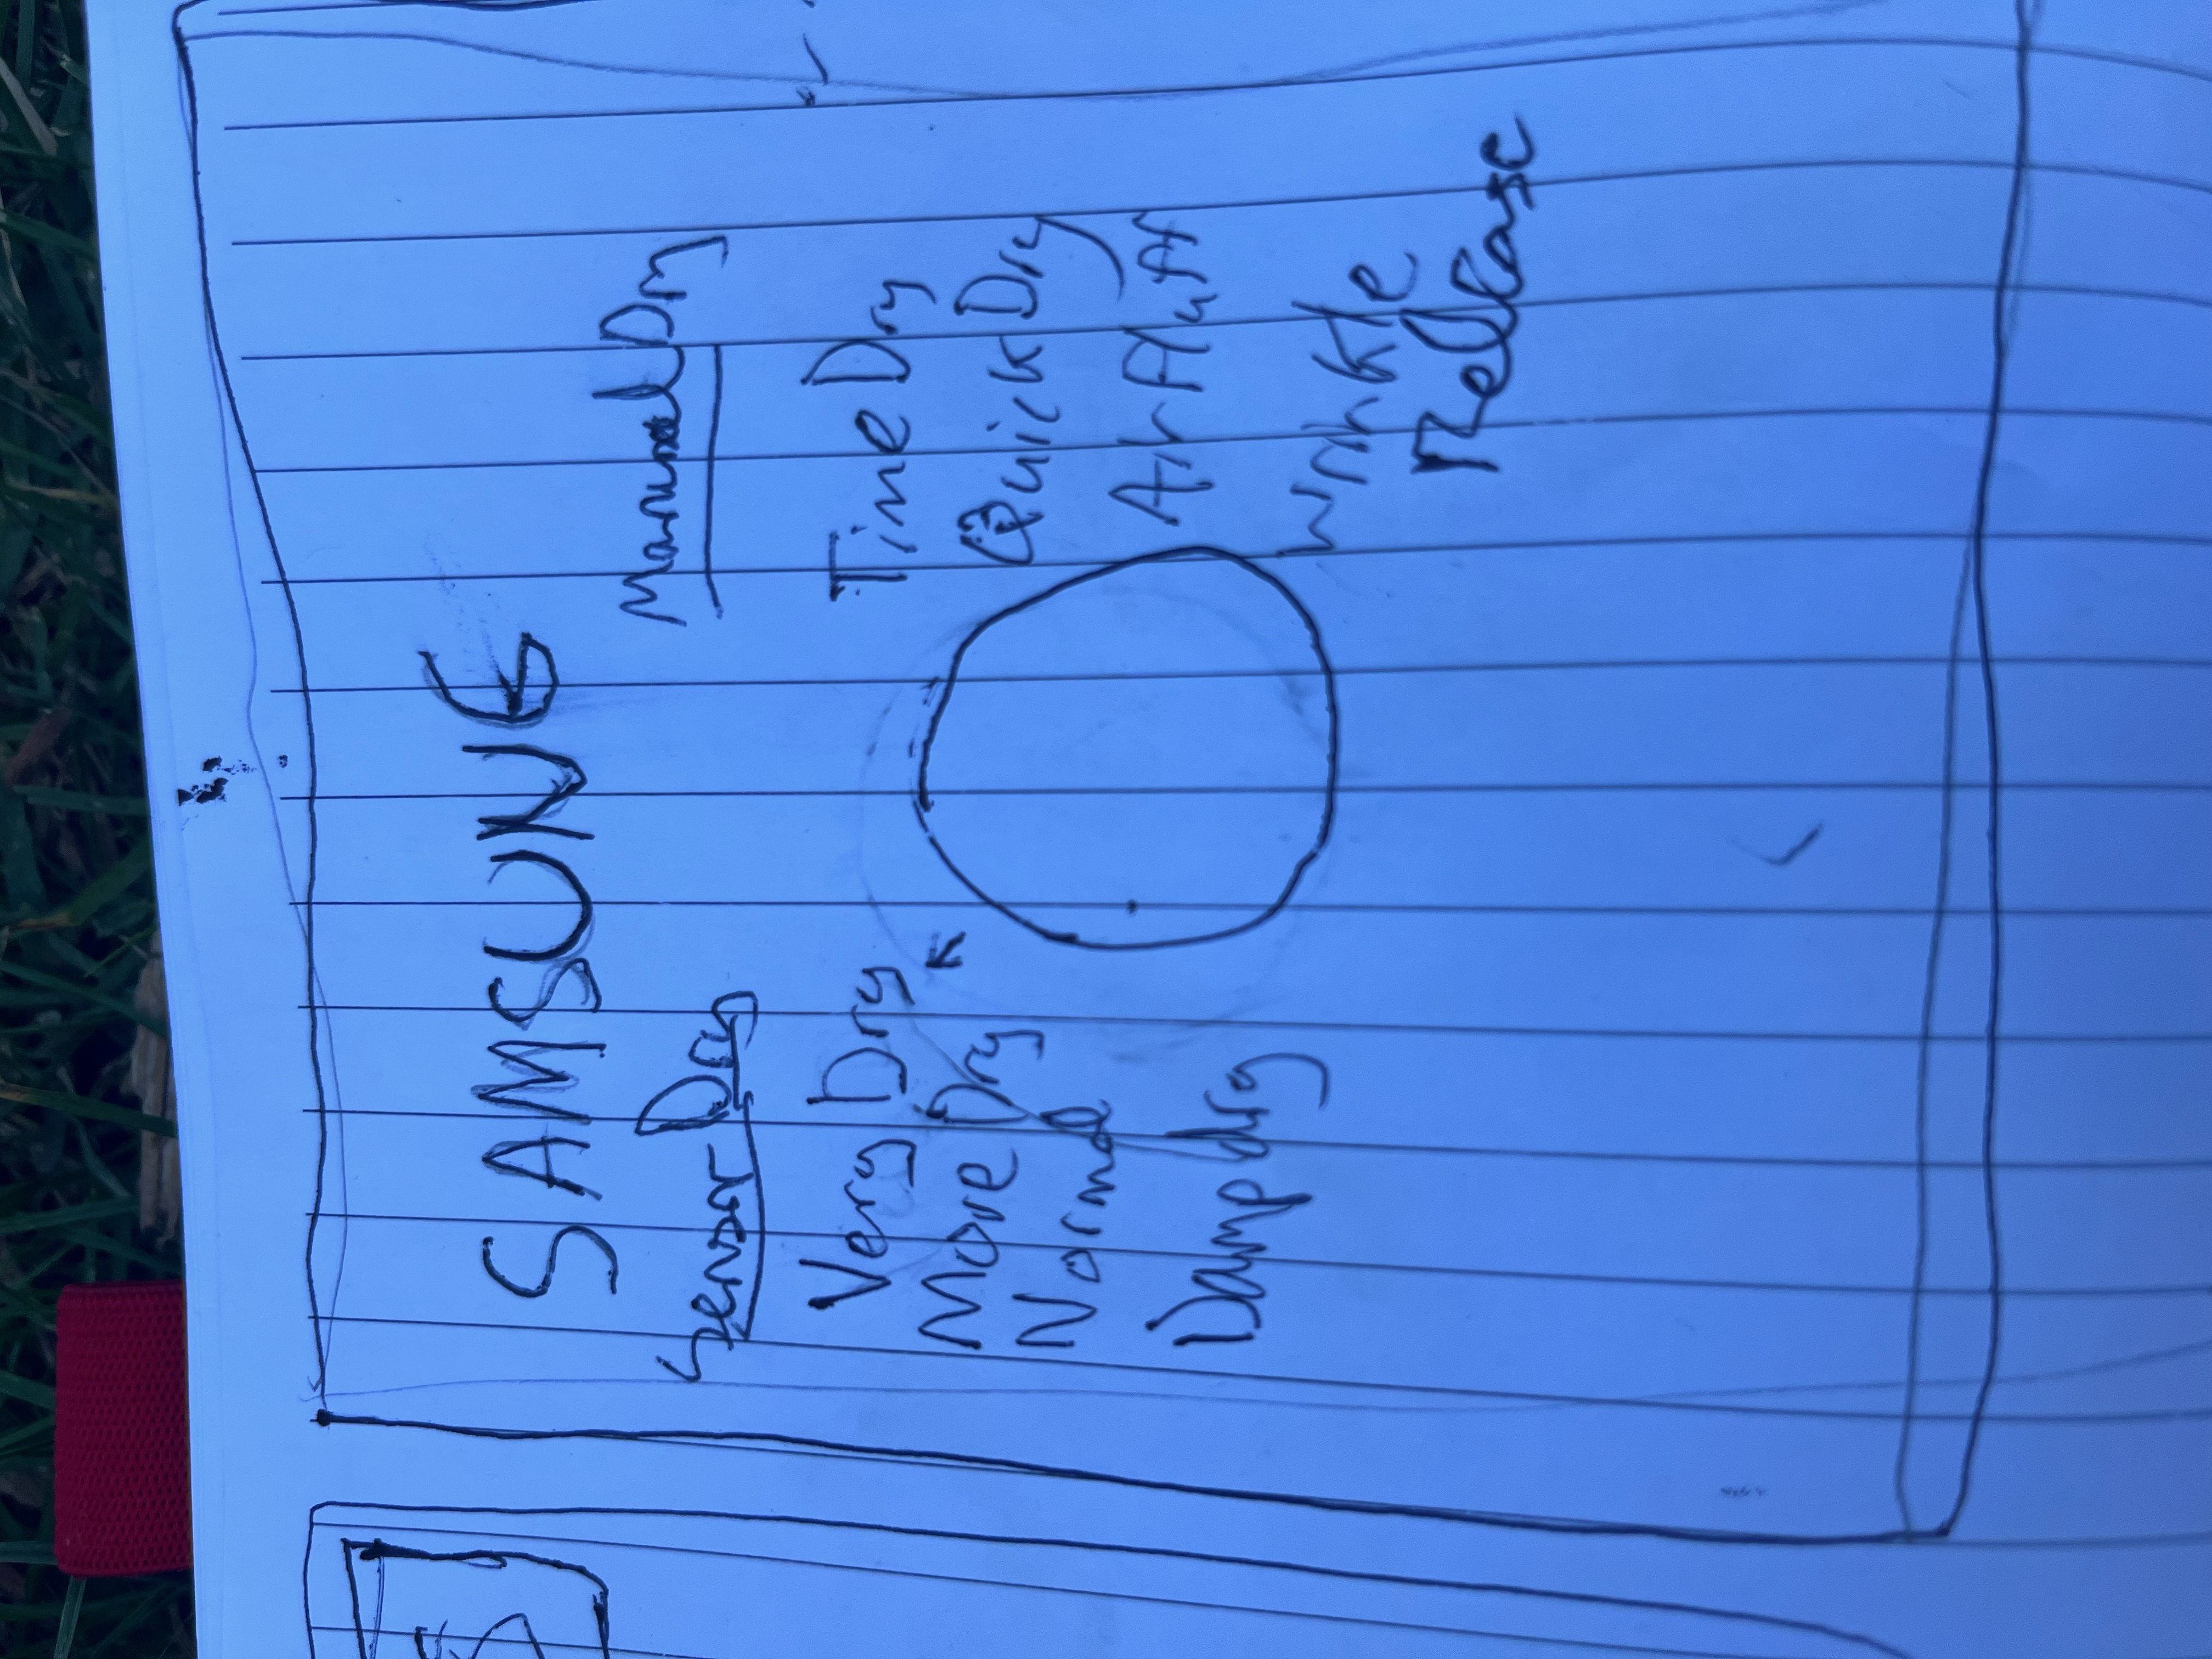 SAMSUNG
Sensor Dry
Very Dry
More Dry
Normal
Damp dry
Manual Dry
Time Dry
Quick Dry
Air Fluff
Wrinkle
Release